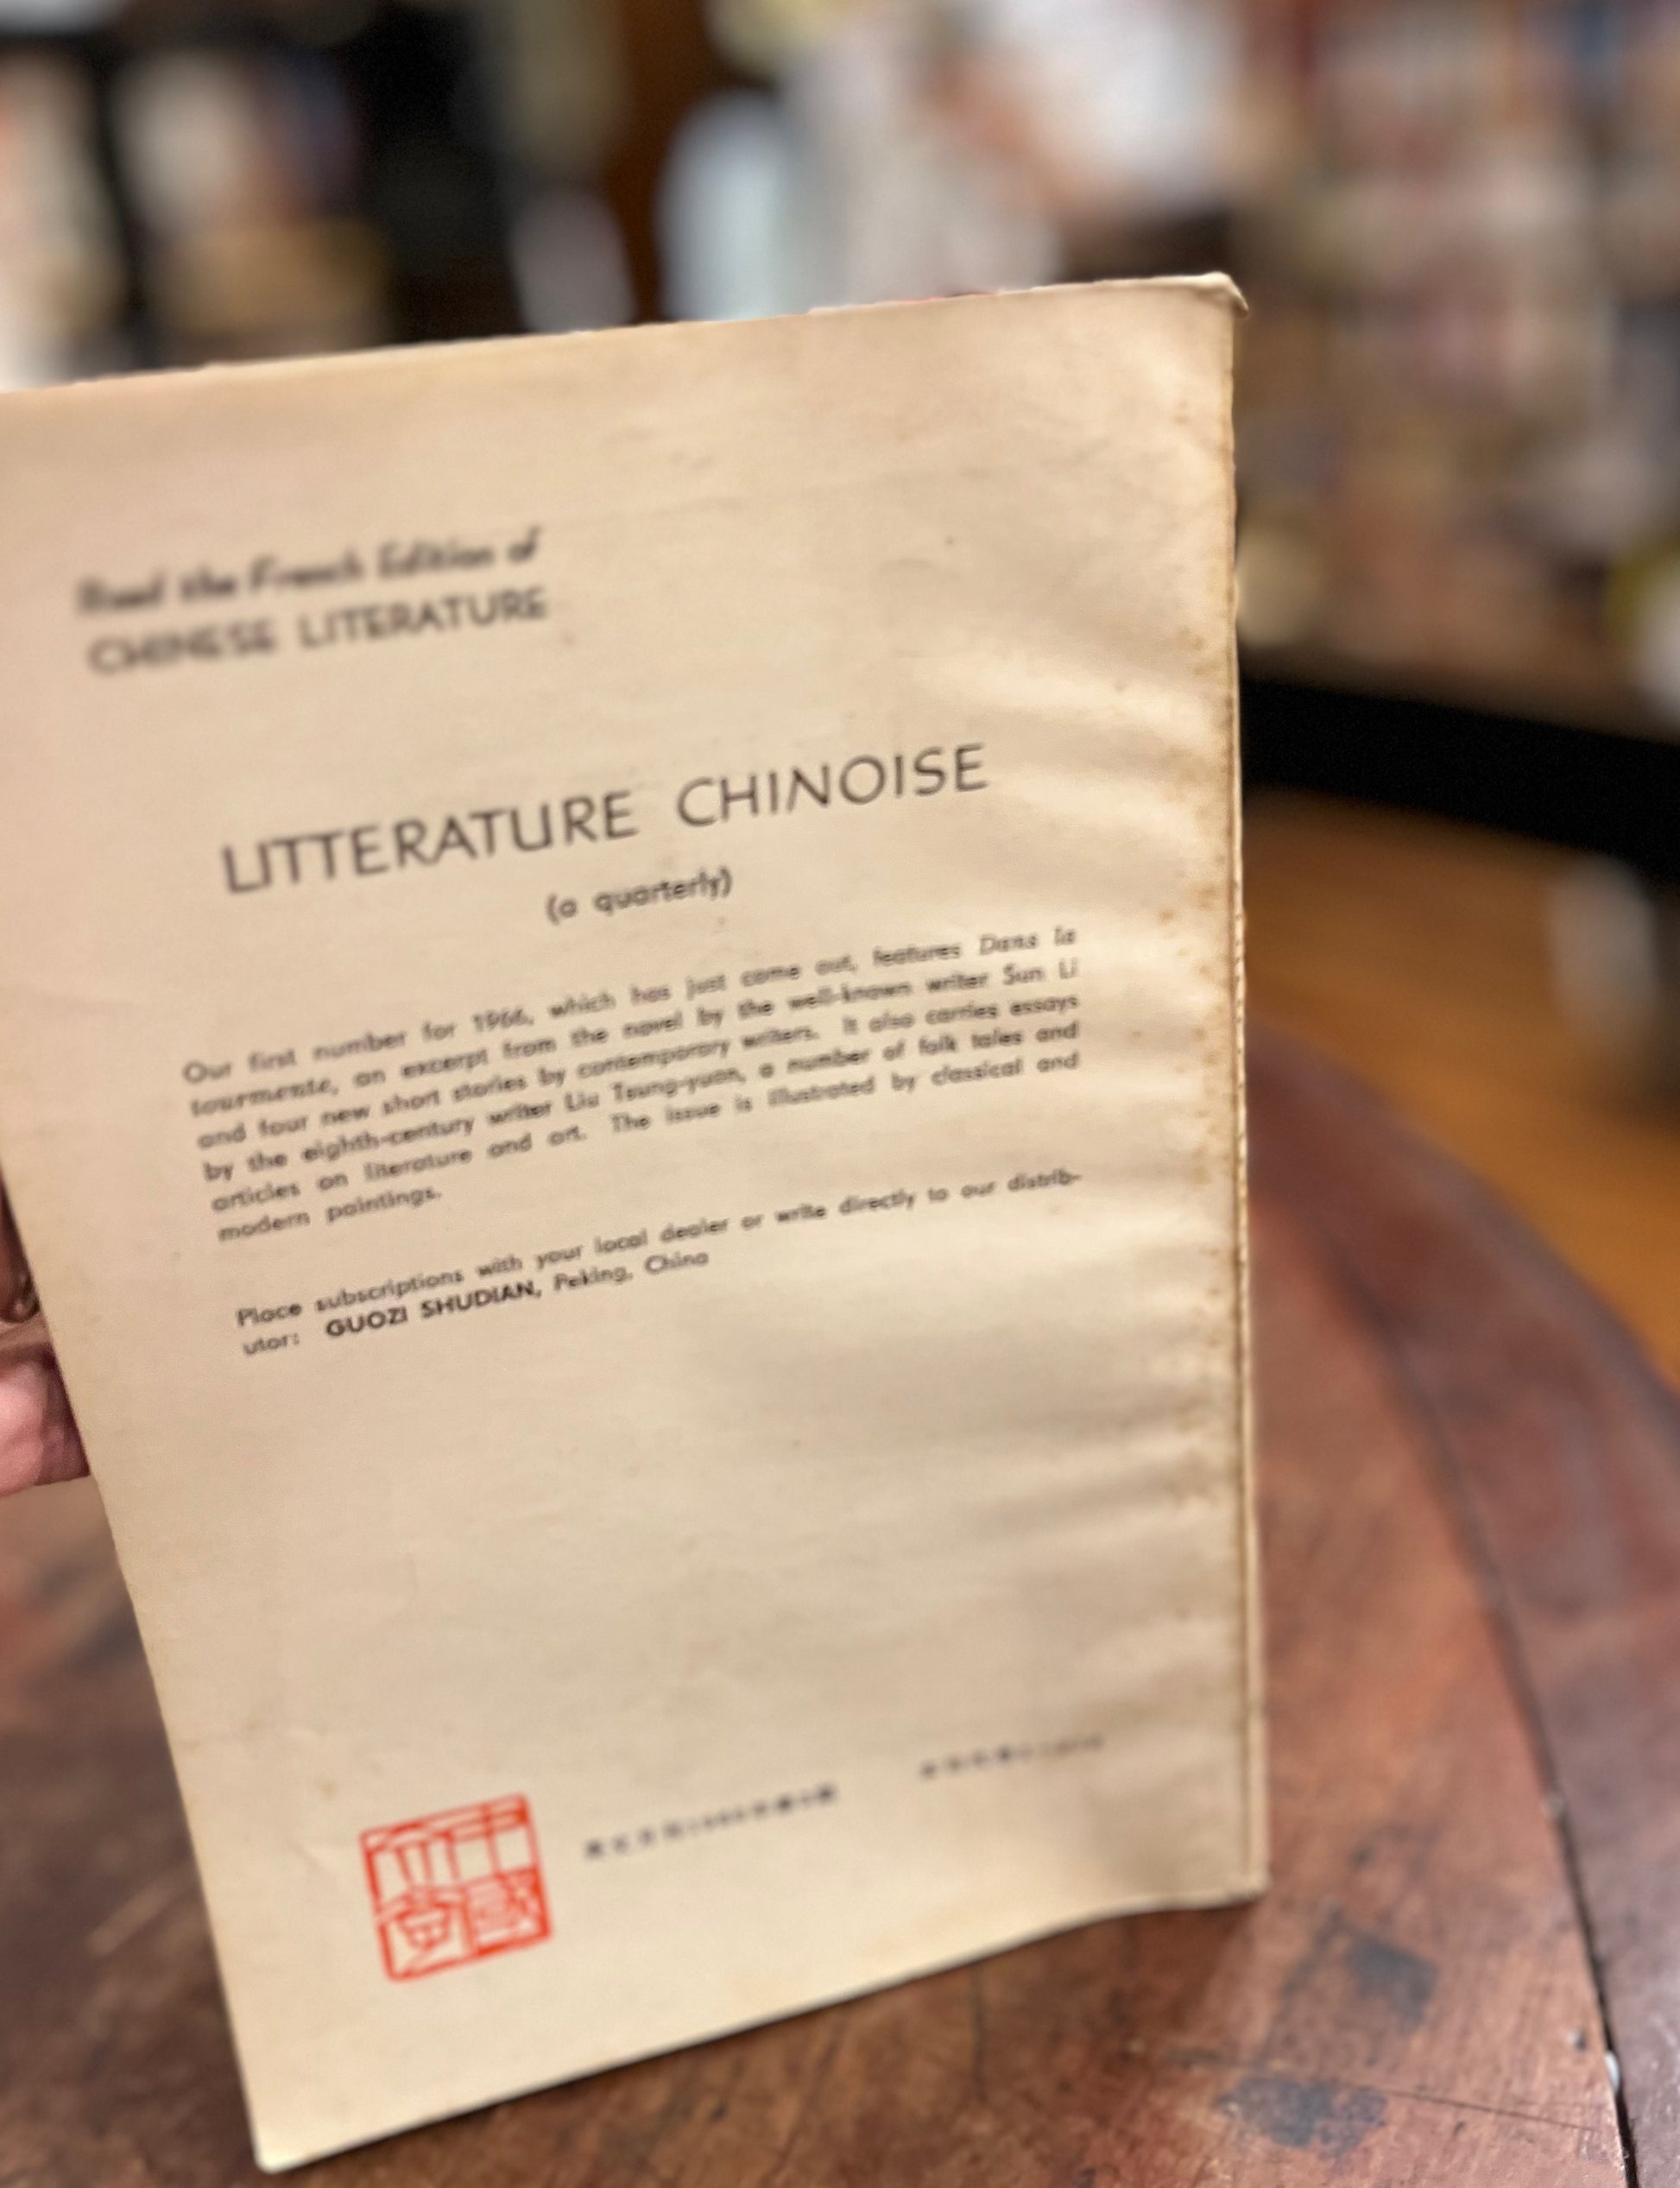 Read the French Edition of
CHINESE LITERATURE
LITTERATURE CHINOISE
(a quarterly)
Our first number for 1966, which has just come out, features Dans la
tourmente, an excerpt from the novel by the well-known writer Sun Li
and four new short stories by contemporary writers. It also carries essays
by the eighth-century writer Liu Tsung-yuan, a number of folk tales and
articles on literature and art. The issue is illustrated by classical and
modern paintings.
Place subscriptions with your local dealer or write directly to our distrib-
utor: GUOZI SHUDIAN, Peking, China